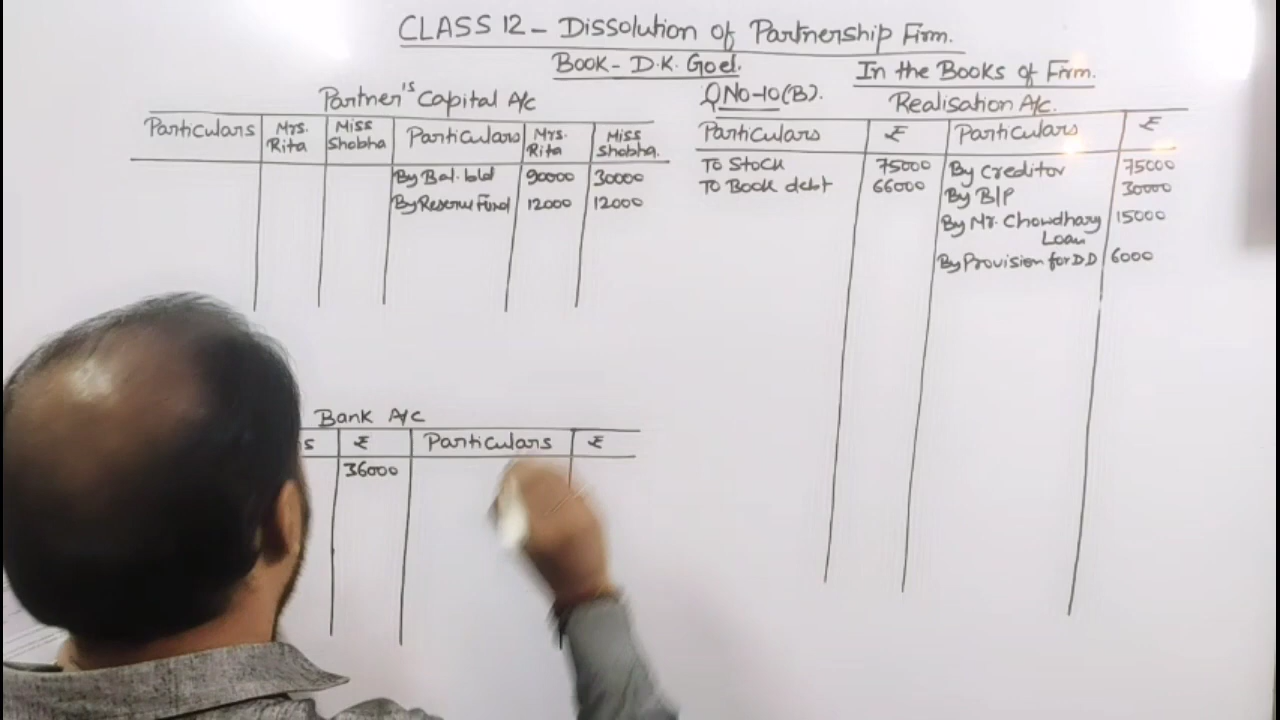 CLASS 12 - Dissolution of Partnership Firm.
Book - D.K. Goel.
In the Books of Firm.
Partner's Capital A/c
Particulars Mrs. Rita Miss Shobha Particulars Mrs. Rita Miss Shobha.
By Bal. b/d 90000 30000
By Reserve Fund 12000 12000
QNo-10(B).
Realisation A/c.
Particulars ₹ Particulars ₹
To Stock 75000 By Creditor 75000
To Book debt 66000 By B/P 30000
By Mr. Chowdhary 15000
Loan
By Provision for DD 6000
Bank A/c
s ₹ Particulars ₹
36000